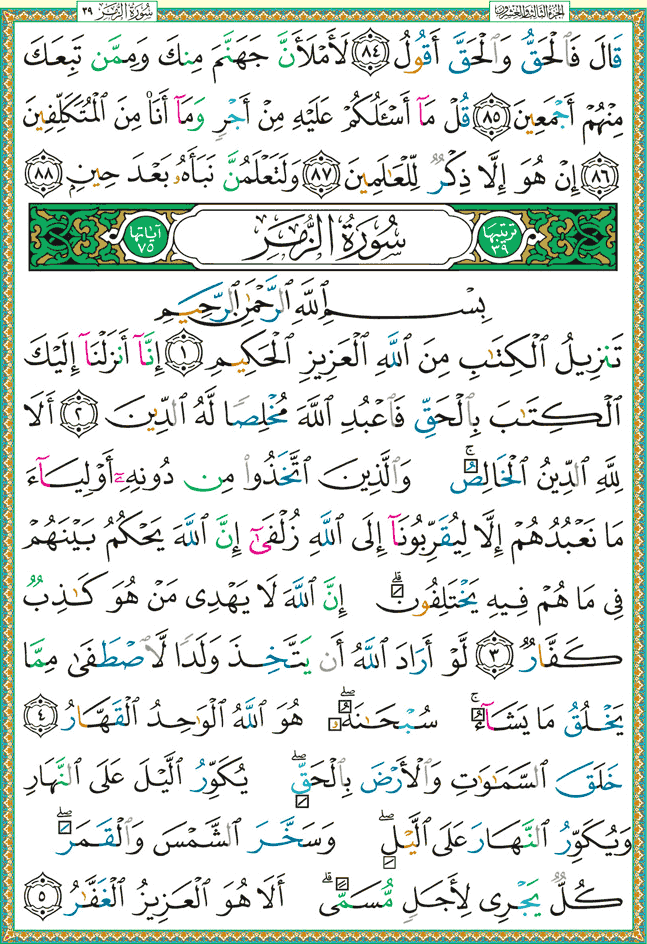 الجزء الثالث والعشرون
سورة الزمر ٣٩
قَالَ فَٱلْحَقُّ وَٱلْحَقَّ أَقُولُ ٨٤ لَأَمْلَأَنَّ جَهَنَّمَ مِنكَ وَمِمَّن تَبِعَكَ
مِنْهُمْ أَجْمَعِينَ ٨٥ قُلْ مَآ أَسْـَٔلُكُمْ عَلَيْهِ مِنْ أَجْرٍ وَمَآ أَنَا۠ مِنَ ٱلْمُتَكَلِّفِينَ
٨٦ إِنْ هُوَ إِلَّا ذِكْرٌ لِّلْعَـٰلَمِينَ ٨٧ وَلَتَعْلَمُنَّ نَبَأَهُۥ بَعْدَ حِينٍۭ ٨٨
ترتيبها ٣٩ سُورَةُ الزُّمَرِ آياتها ٧٥
بِسْمِ ٱللَّهِ ٱلرَّحْمَـٰنِ ٱلرَّحِيمِ
تَنزِيلُ ٱلْكِتَـٰبِ مِنَ ٱللَّهِ ٱلْعَزِيزِ ٱلْحَكِيمِ ١ إِنَّآ أَنزَلْنَآ إِلَيْكَ
ٱلْكِتَـٰبَ بِٱلْحَقِّ فَٱعْبُدِ ٱللَّهَ مُخْلِصًا لَّهُ ٱلدِّينَ ٢ أَلَا
لِلَّهِ ٱلدِّينُ ٱلْخَالِصُ ۚ وَٱلَّذِينَ ٱتَّخَذُوا۟ مِن دُونِهِۦٓ أَوْلِيَآءَ
مَا نَعْبُدُهُمْ إِلَّا لِيُقَرِّبُونَآ إِلَى ٱللَّهِ زُلْفَىٰٓ إِنَّ ٱللَّهَ يَحْكُمُ بَيْنَهُمْ
فِى مَا هُمْ فِيهِ يَخْتَلِفُونَ ۗ إِنَّ ٱللَّهَ لَا يَهْدِى مَنْ هُوَ كَـٰذِبٌ
كَفَّارٌ ٣ لَّوْ أَرَادَ ٱللَّهُ أَن يَتَّخِذَ وَلَدًا لَّٱصْطَفَىٰ مِمَّا
يَخْلُقُ مَا يَشَآءُ ۚ سُبْحَـٰنَهُۥ ۖ هُوَ ٱللَّهُ ٱلْوَٰحِدُ ٱلْقَهَّارُ ٤
خَلَقَ ٱلسَّمَـٰوَٰتِ وَٱلْأَرْضَ بِٱلْحَقِّ ۖ يُكَوِّرُ ٱلَّيْلَ عَلَى ٱلنَّهَارِ
وَيُكَوِّرُ ٱلنَّهَارَ عَلَى ٱلَّيْلِ ۖ وَسَخَّرَ ٱلشَّمْسَ وَٱلْقَمَرَ ۖ
كُلٌّ يَجْرِى لِأَجَلٍ مُّسَمًّى ۗ أَلَا هُوَ ٱلْعَزِيزُ ٱلْغَفَّـٰرُ ٥